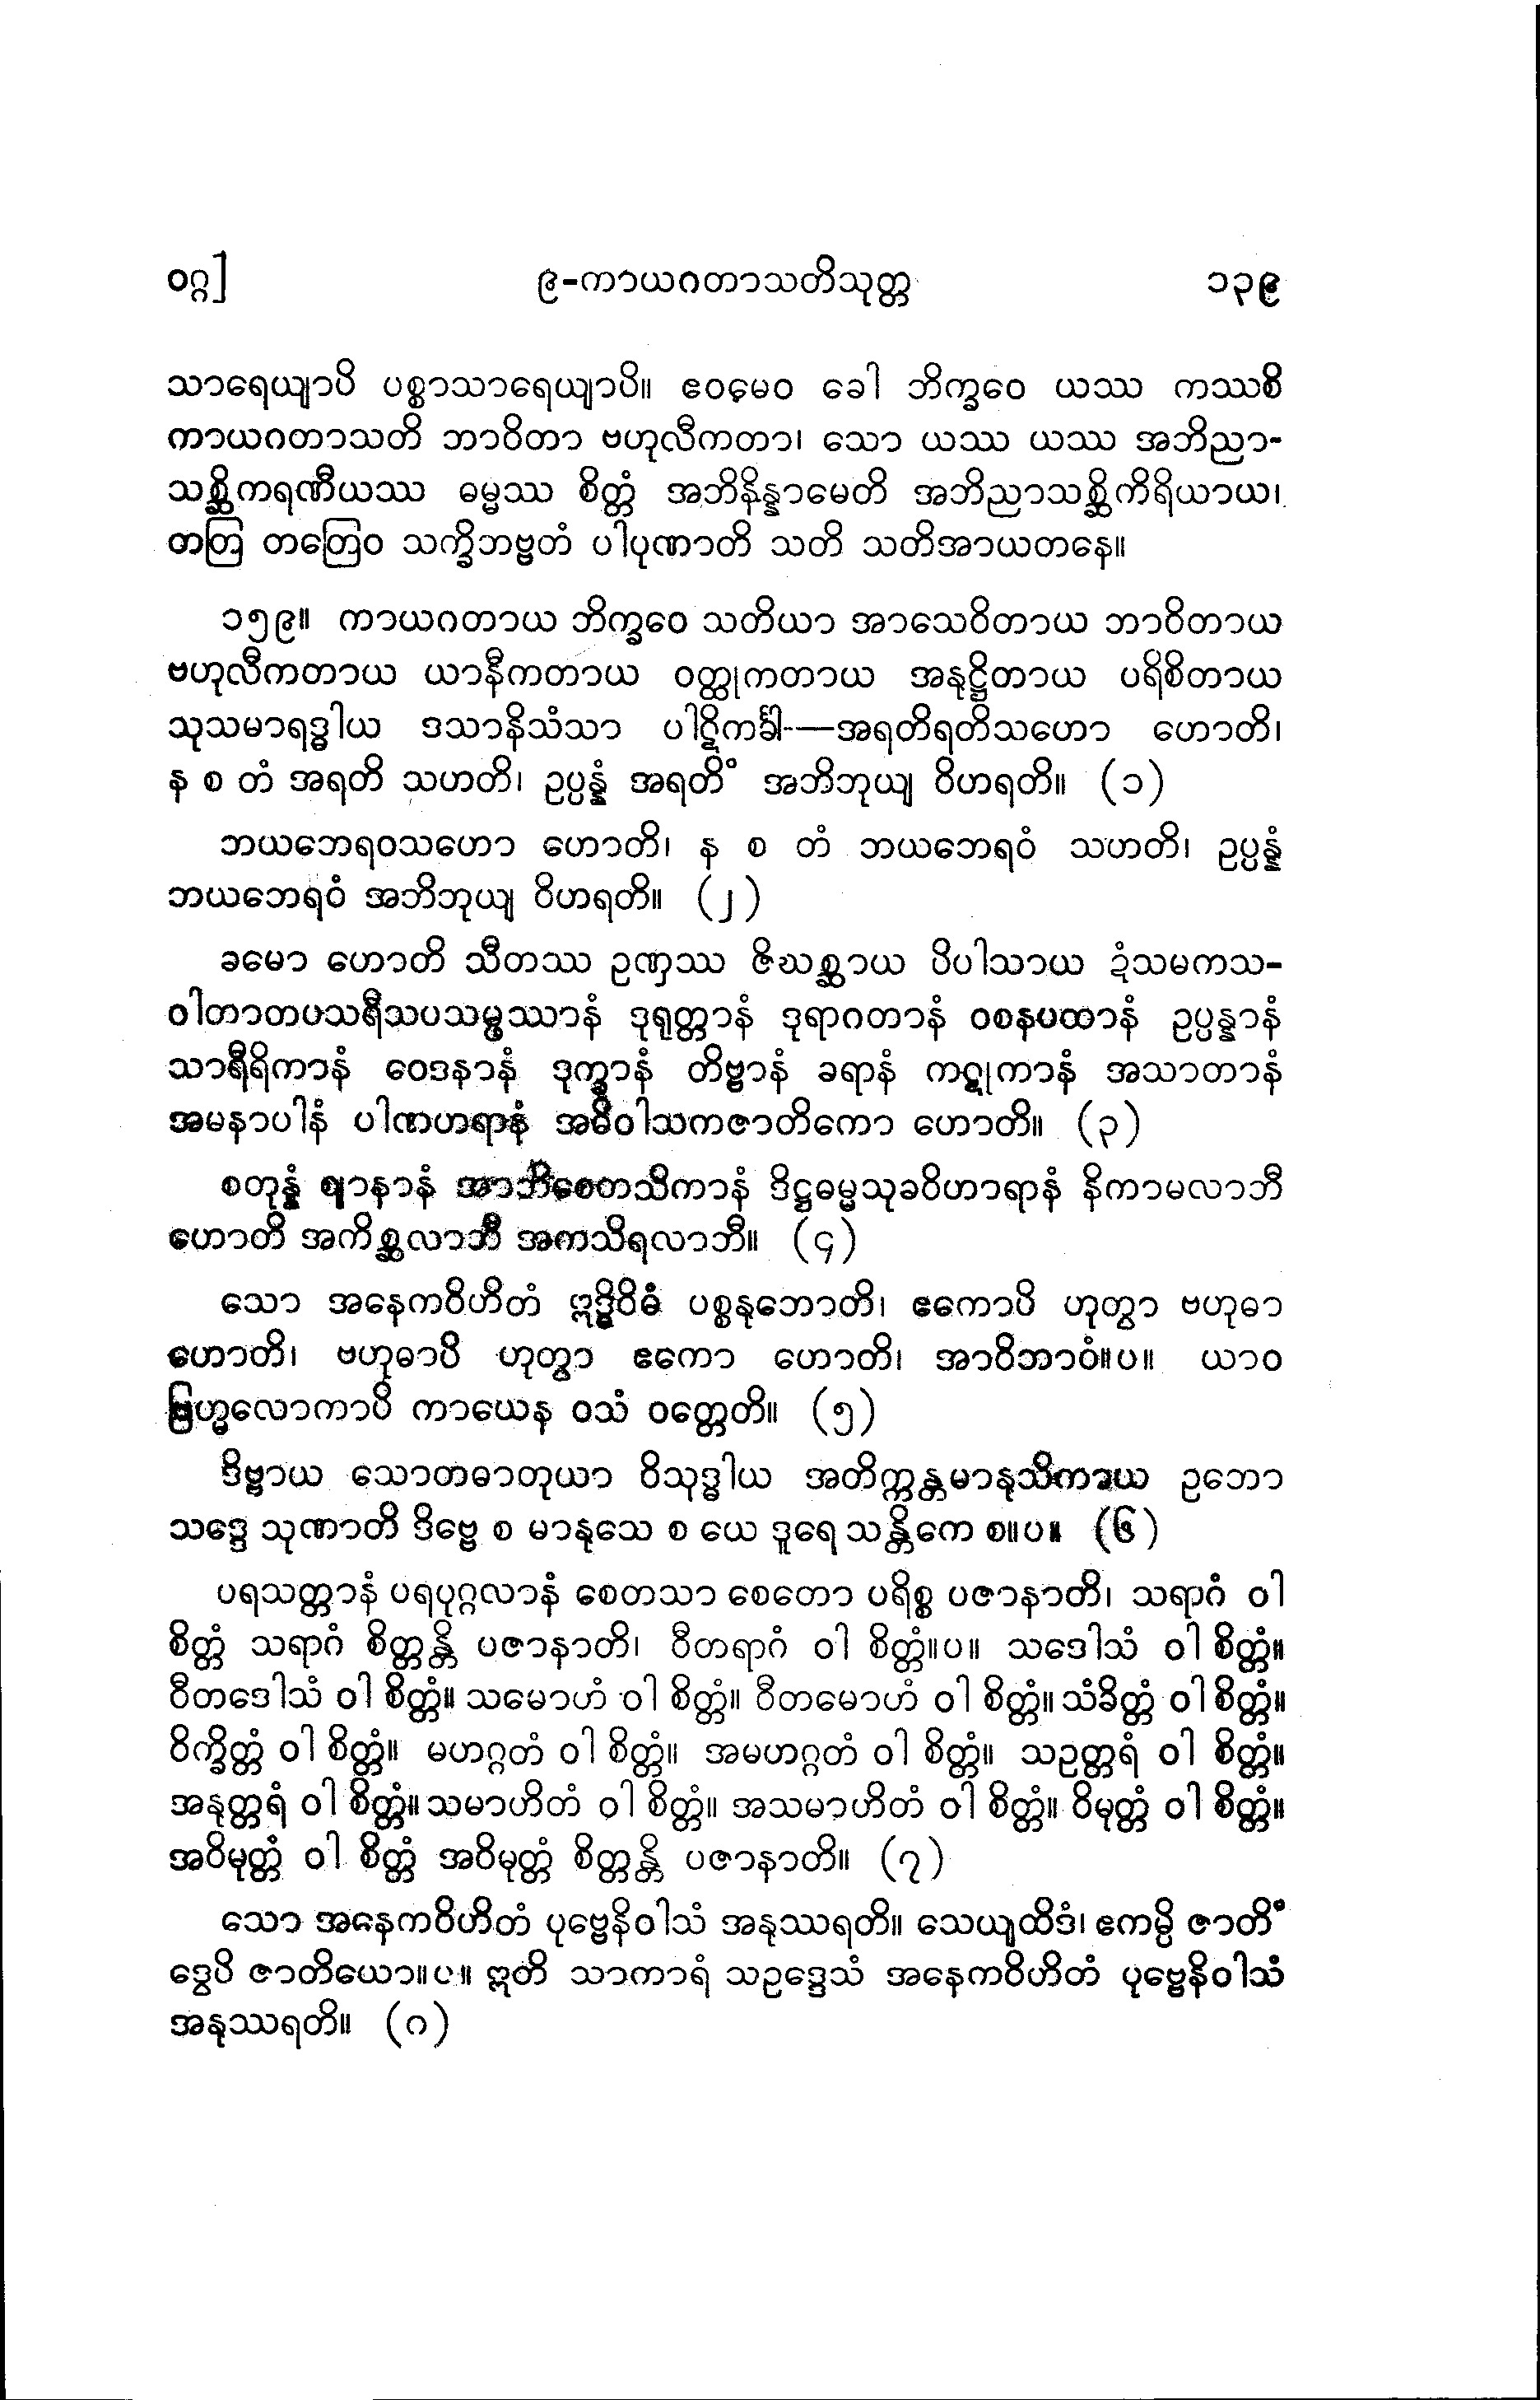 ဝဂ္ဂ]
၉-ကာယဂတာသတိသုတ္တ
၁၃၉
သာရေယျာပိ ပစ္စာသာရေယျာပိ။ ဧဝမေဝ ခေါ ဘိက္ခဝေ ယဿ ကဿစိ
ကာယဂတာသတိ ဘာဝိတာ ဗဟုလီကတာ၊ သော ယဿ ယဿ အဘိညာ-
သစ္ဆိကရဏီယဿ ဓမ္မဿ စိတ္တံ အဘိနိန္နာမေတိ အဘိညာသစ္ဆိကိရိယာယ၊
တတြ တတြေဝ သက္ခိဘဗ္ဗတံ ပါပုဏာတိ သတိ သတိအာယတနေ။
၁၅၉။ ကာယဂတာယ ဘိက္ခဝေ သတိယာ အာသေဝိတာယ ဘာဝိတာယ
ဗဟုလီကတာယ ယာနီကတာယ ဝတ္ထုကတာယ အနုဋ္ဌိတာယ ပရိစိတာယ
သုသမာရဒ္ဓါယ ဒသာနိသံသာ ပါဋိကင်္ခါ—အရတိရတိသဟော ဟောတိ၊
န စ တံ အရတိ သဟတိ၊ ဥပ္ပန္နံ အရတိံ အဘိဘုယျ ဝိဟရတိ။ (၁)
ဘယဘေရဝသဟော ဟောတိ၊ န စ တံ ဘယဘေရဝံ သဟတိ၊ ဥပ္ပန္နံ
ဘယဘေရဝံ အဘိဘုယျ ဝိဟရတိ။ (၂)
ခမော ဟောတိ သီတဿ ဥဏှဿ ဇိဃစ္ဆာယ ပိပါသာယ ဍံသမကသ-
ဝါတာတပသရီသပသမ္ဖဿာနံ ဒုရုတ္တာနံ ဒုရာဂတာနံ ဝစနပထာနံ ဥပ္ပန္နာနံ
သာရီရိကာနံ ဝေဒနာနံ ဒုက္ခာနံ တိဗ္ဗာနံ ခရာနံ ကဋုကာနံ အသာတာနံ
အမနာပါနံ ပါဏဟရာနံ အဓိဝါသကဇာတိကော ဟောတိ။ (၃)
စတုန္နံ ဈာနာနံ အာဘိစေတသိကာနံ ဒိဋ္ဌဓမ္မသုခဝိဟာရာနံ နိကာမလာဘီ
ဟောတိ အကိစ္ဆလာဘီ အကသိရလာဘီ။ (၄)
သော အနေကဝိဟိတံ ဣဒ္ဓိဝိဓံ ပစ္စနုဘောတိ၊ ဧကောပိ ဟုတွာ ဗဟုဓာ
ဟောတိ၊ ဗဟုဓာပိ ဟုတွာ ဧကော ဟောတိ၊ အာဝိဘာဝံ။ပ။ ယာဝ
ဗြဟ္မလောကာပိ ကာယေန ဝသံ ဝတ္တေတိ။ (၅)
ဒိဗ္ဗာယ သောတဓာတုယာ ဝိသုဒ္ဓါယ အတိက္ကန္တမာနုသိကာယ ဥဘော
သဒ္ဒေ သုဏာတိ ဒိဗ္ဗေ စ မာနုသေ စ ယေ ဒူရေ သန္တိကေ စ။ပ။ (၆)
ပရသတ္တာနံ ပရပုဂ္ဂလာနံ စေတသာ စေတော ပရိစ္စ ပဇာနာတိ၊ သရာဂံ ဝါ
စိတ္တံ သရာဂံ စိတ္တန္တိ ပဇာနာတိ၊ ဝီတရာဂံ ဝါ စိတ္တံ။ပ။ သဒေါသံ ဝါ စိတ္တံ။
ဝီတဒေါသံ ဝါ စိတ္တံ။ သမောဟံ ဝါ စိတ္တံ။ ဝီတမောဟံ ဝါ စိတ္တံ။ သံခိတ္တံ ဝါ စိတ္တံ။
ဝိက္ခိတ္တံ ဝါ စိတ္တံ။ မဟဂ္ဂတံ ဝါ စိတ္တံ။ အမဟဂ္ဂတံ ဝါ စိတ္တံ။ သဥတ္တရံ ဝါ စိတ္တံ။
အနုတ္တရံ ဝါ စိတ္တံ။ သမာဟိတံ ဝါ စိတ္တံ။ အသမာဟိတံ ဝါ စိတ္တံ။ ဝိမုတ္တံ ဝါ စိတ္တံ။
အဝိမုတ္တံ ဝါ စိတ္တံ အဝိမုတ္တံ စိတ္တန္တိ ပဇာနာတိ။ (၇)
သော အနေကဝိဟိတံ ပုဗ္ဗေနိဝါသံ အနုဿရတိ။ သေယျထိဒံ၊ ဧကမ္ပိ ဇာတိံ
ဒွေပိ ဇာတိယော။ပ။ ဣတိ သာကာရံ သဥဒ္ဒေသံ အနေကဝိဟိတံ ပုဗ္ဗေနိဝါသံ
အနုဿရတိ။ (ဂ)